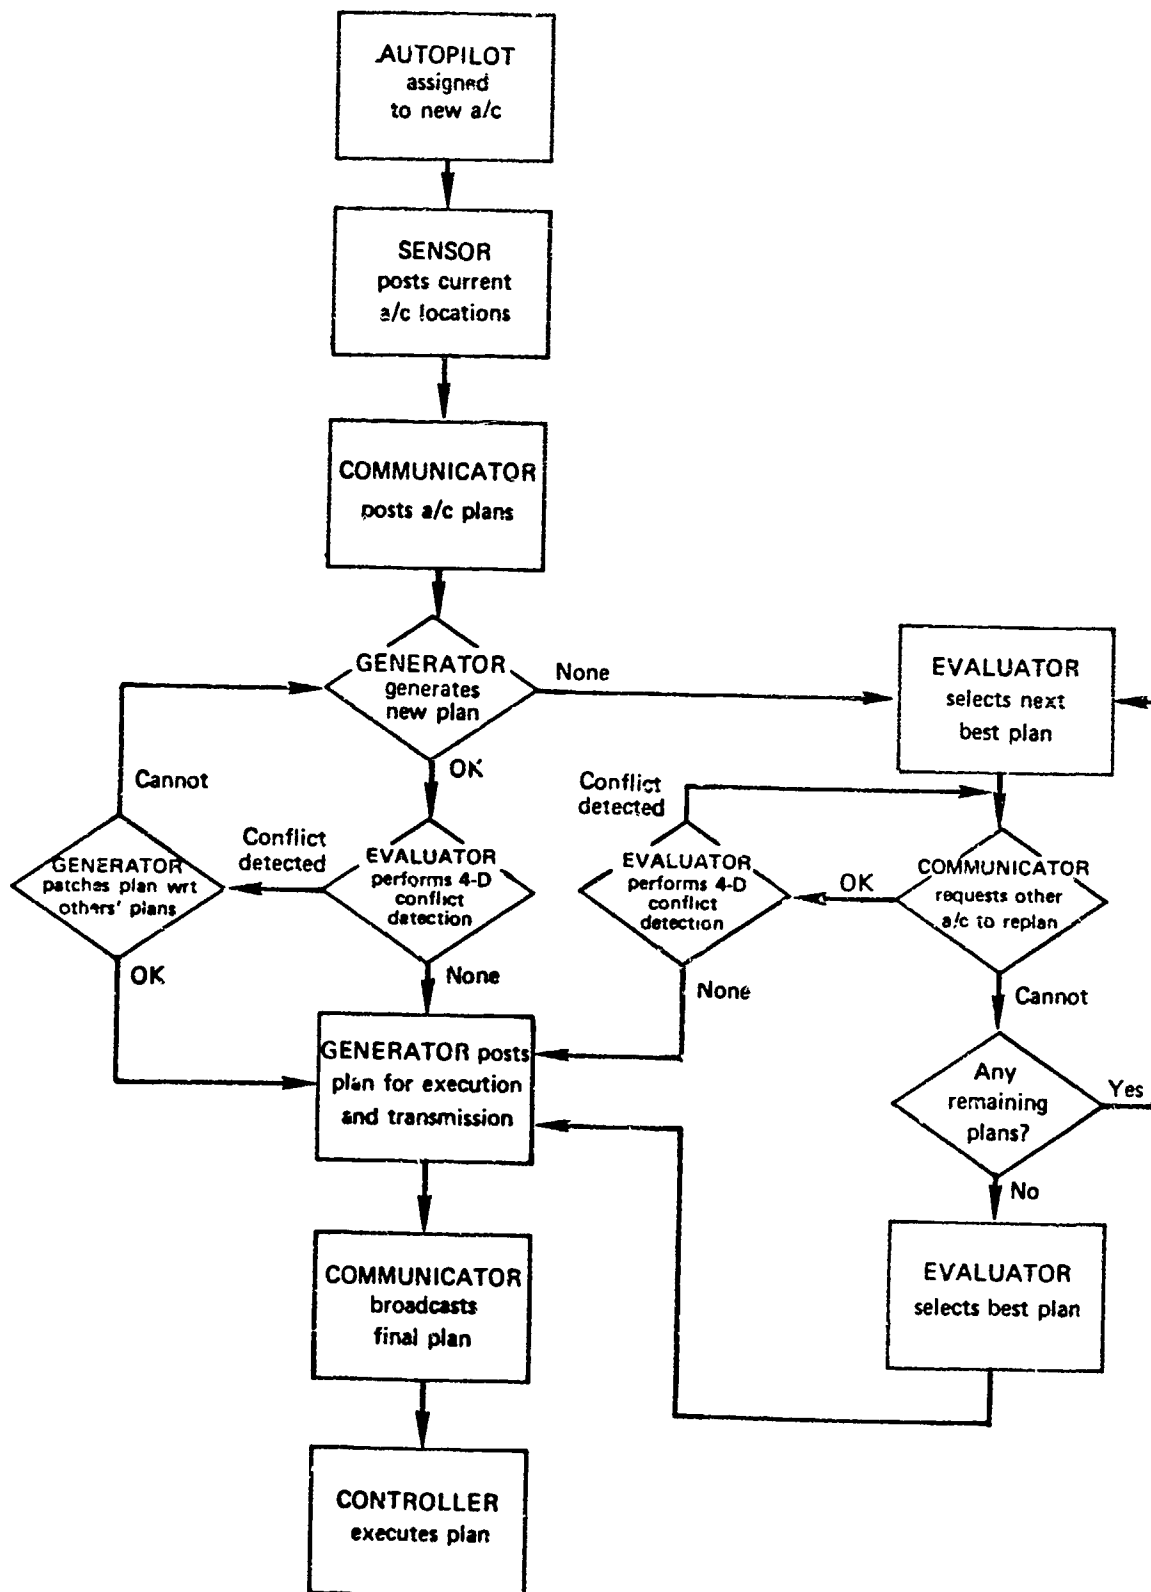 AUTOPILOT
assigned
to new a/c
SENSOR
posts current
a/c locations
COMMUNICATOR
posts a/c plans
GENERATOR
generates
new plan
None
EVALUATOR
selects next
best plan
OK
Cannot
Conflict
detected
Conflict
detected
GENERATOR
patches plan wrt
others' plans
EVALUATOR
performs 4-D
conflict
detection
EVALUATOR
performs 4-D
conflict
detection
OK
COMMUNICATOR
requests other
a/c to replan
OK
None
None
Cannot
GENERATOR posts
plan for execution
and transmission
Any
remaining
plans?
Yes
No
COMMUNICATOR
broadcasts
final plan
EVALUATOR
selects best plan
CONTROLLER
executes plan